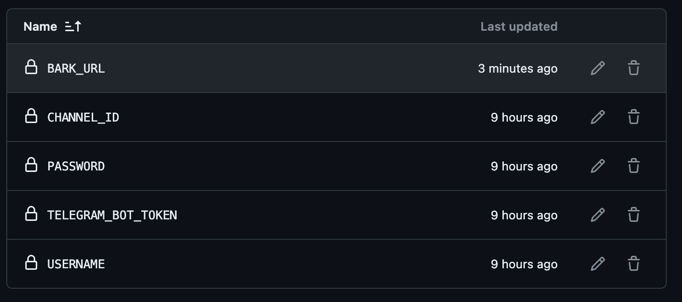 Name Last updated
BARK_URL 3 minutes ago
CHANNEL_ID 9 hours ago
PASSWORD 9 hours ago
TELEGRAM_BOT_TOKEN 9 hours ago
USERNAME 9 hours ago